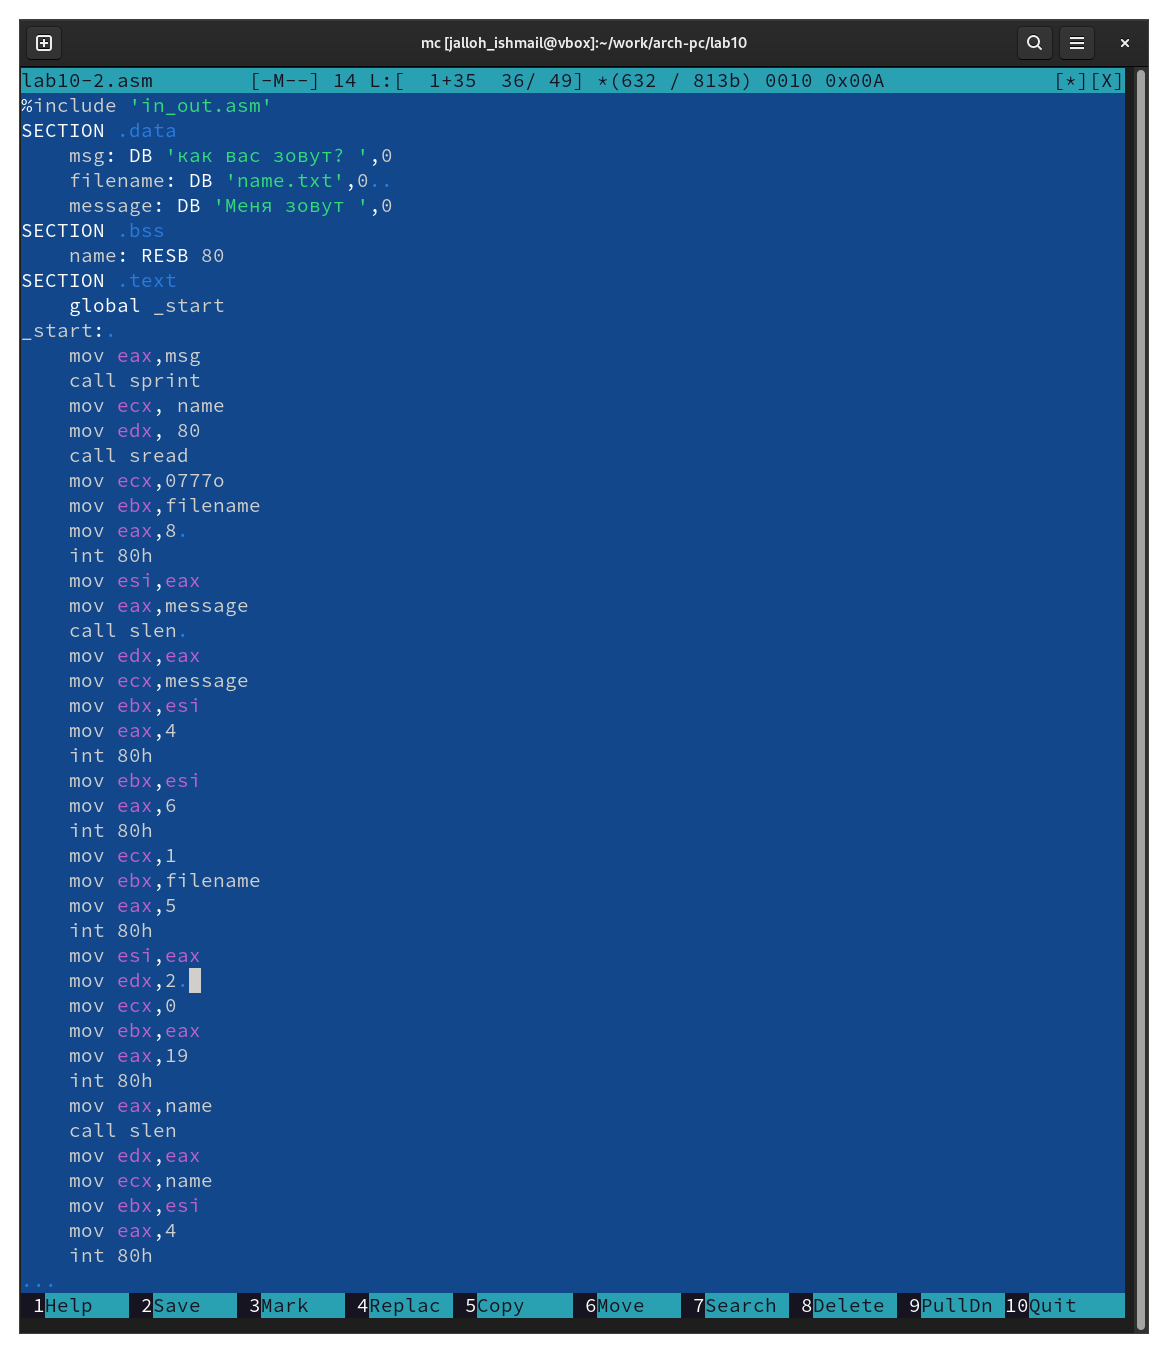 mc [jalloh_ishmail@vbox]:~/work/arch-pc/lab10
lab10-2.asm        [-M--] 14 L:[  1+35  36/ 49] *(632 / 813b) 0010 0x00A              [*][X]
%include 'in_out.asm'
SECTION .data
    msg: DB 'как вас зовут? ',0
    filename: DB 'name.txt',0..
    message: DB 'Меня зовут ',0
SECTION .bss
    name: RESB 80
SECTION .text
    global _start
_start:.
    mov eax,msg
    call sprint
    mov ecx, name
    mov edx, 80
    call sread
    mov ecx,0777o
    mov ebx,filename
    mov eax,8.
    int 80h
    mov esi,eax
    mov eax,message
    call slen.
    mov edx,eax
    mov ecx,message
    mov ebx,esi
    mov eax,4
    int 80h
    mov ebx,esi
    mov eax,6
    int 80h
    mov ecx,1
    mov ebx,filename
    mov eax,5
    int 80h
    mov esi,eax
    mov edx,2.
    mov ecx,0
    mov ebx,eax
    mov eax,19
    int 80h
    mov eax,name
    call slen
    mov edx,eax
    mov ecx,name
    mov ebx,esi
    mov eax,4
    int 80h
...
1Help 2Save 3Mark 4Replac 5Copy 6Move 7Search 8Delete 9PullDn 10Quit